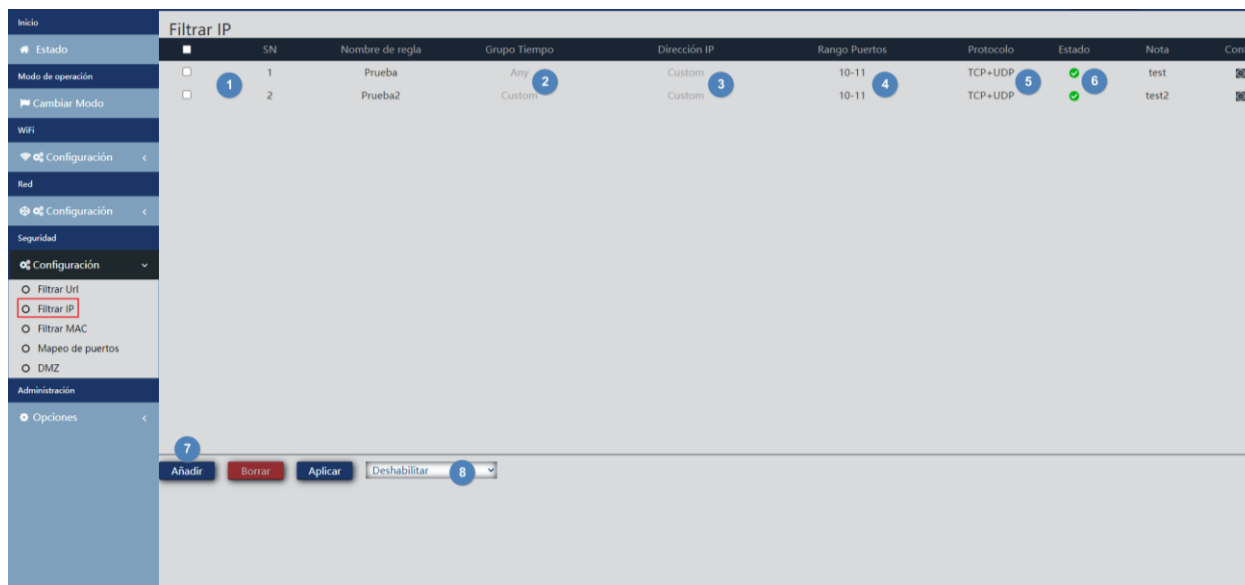 Inicio
Estado
Modo de operación
Cambiar Modo
WiFi
Configuración
Red
Configuración
Seguridad
Configuración
Filtrar Url
Filtrar IP
Filtrar MAC
Mapeo de puertos
DMZ
Administración
Opciones
Filtrar IP
SN Nombre de regla Grupo Tiempo Dirección IP Rango Puertos Protocolo Estado Nota Conf
1 Prueba Any Custom 10-11 TCP+UDP test
1 2 3 4 5 6
2 Prueba2 Custom Custom 10-11 TCP+UDP test2
7
Añadir Borrar Aplicar Deshabilitar 8